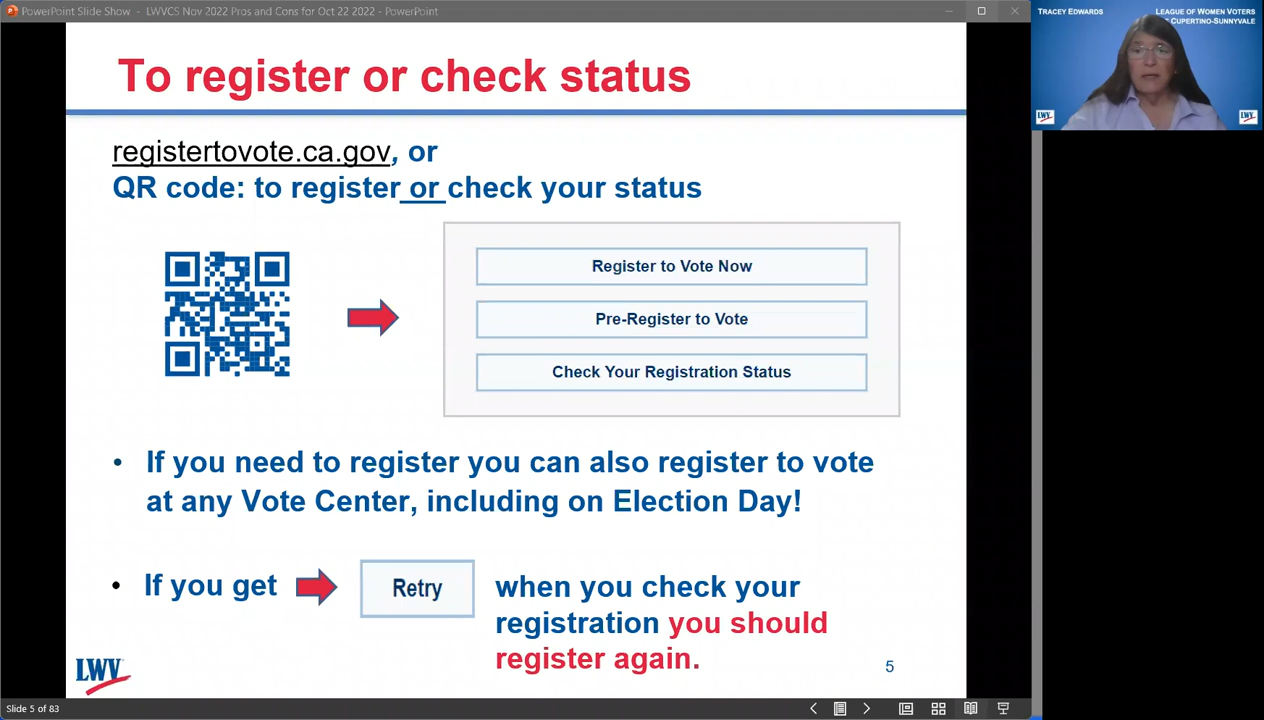 PowerPoint Slide Show - LWVCS Nov 2022 Pros and Cons for Oct 22 2022 - PowerPoint
TRACEY EDWARDS
LEAGUE OF WOMEN VOTERS
CUPERTINO-SUNNYVALE
LWV
LWV
To register or check status
registertovote.ca.gov, or
QR code: to register or check your status
Register to Vote Now
Pre-Register to Vote
Check Your Registration Status
• If you need to register you can also register to vote
at any Vote Center, including on Election Day!
• If you get
Retry
when you check your
registration you should
register again.
LWV
5
Slide 5 of 83